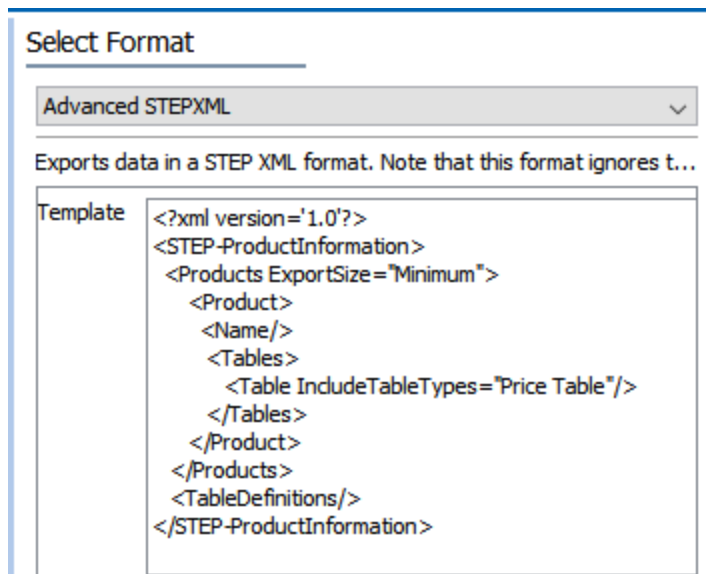 Select Format
Advanced STEPXML
Exports data in a STEP XML format. Note that this format ignores t...
Template
<?xml version='1.0'?>
<STEP-ProductInformation>
<Products ExportSize="Minimum">
<Product>
<Name/>
<Tables>
<Table IncludeTableTypes="Price Table"/>
</Tables>
</Product>
</Products>
<TableDefinitions/>
</STEP-ProductInformation>